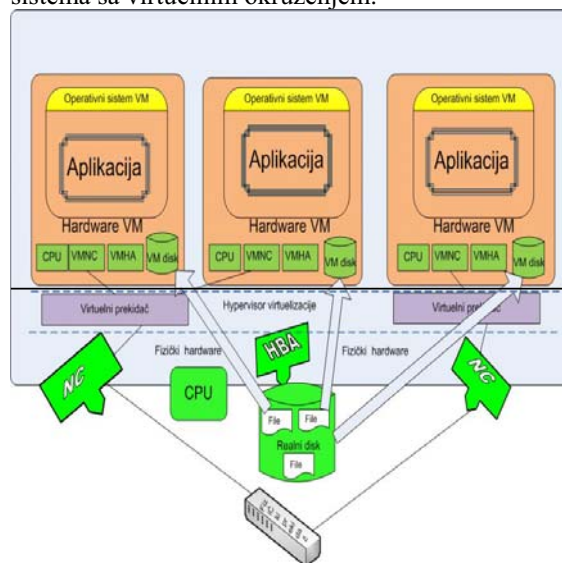 sistema sa virtuelnim okruženjem.
Operativni sistem VM
Operativni sistem VM
Operativni sistem VM
Aplikacija
Aplikacija
Aplikacija
Hardware VM
Hardware VM
Hardware VM
CPU VMNC VMHA VM disk
CPU VMNC VMHA VM disk
CPU VMNC VMHA VM disk
Virtuelni prekidač
Hypervisor virtuelizacije
Virtuelni prekidač
Fizički hardware
HBA
Fizički hardware
NC
CPU
NC
File
File
Realni disk
File